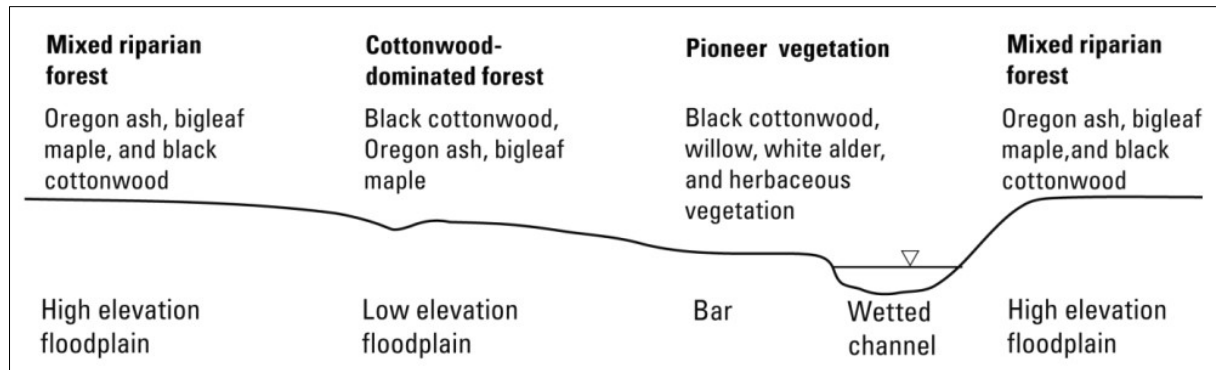 Mixed riparian
forest
Oregon ash, bigleaf
maple, and black
cottonwood
Cottonwood-
dominated forest
Black cottonwood,
Oregon ash, bigleaf
maple
Pioneer vegetation
Black cottonwood,
willow, white alder,
and herbaceous
vegetation
Mixed riparian
forest
Oregon ash, bigleaf
maple,and black
cottonwood
High elevation
floodplain
Low elevation
floodplain
Bar
Wetted
channel
High elevation
floodplain